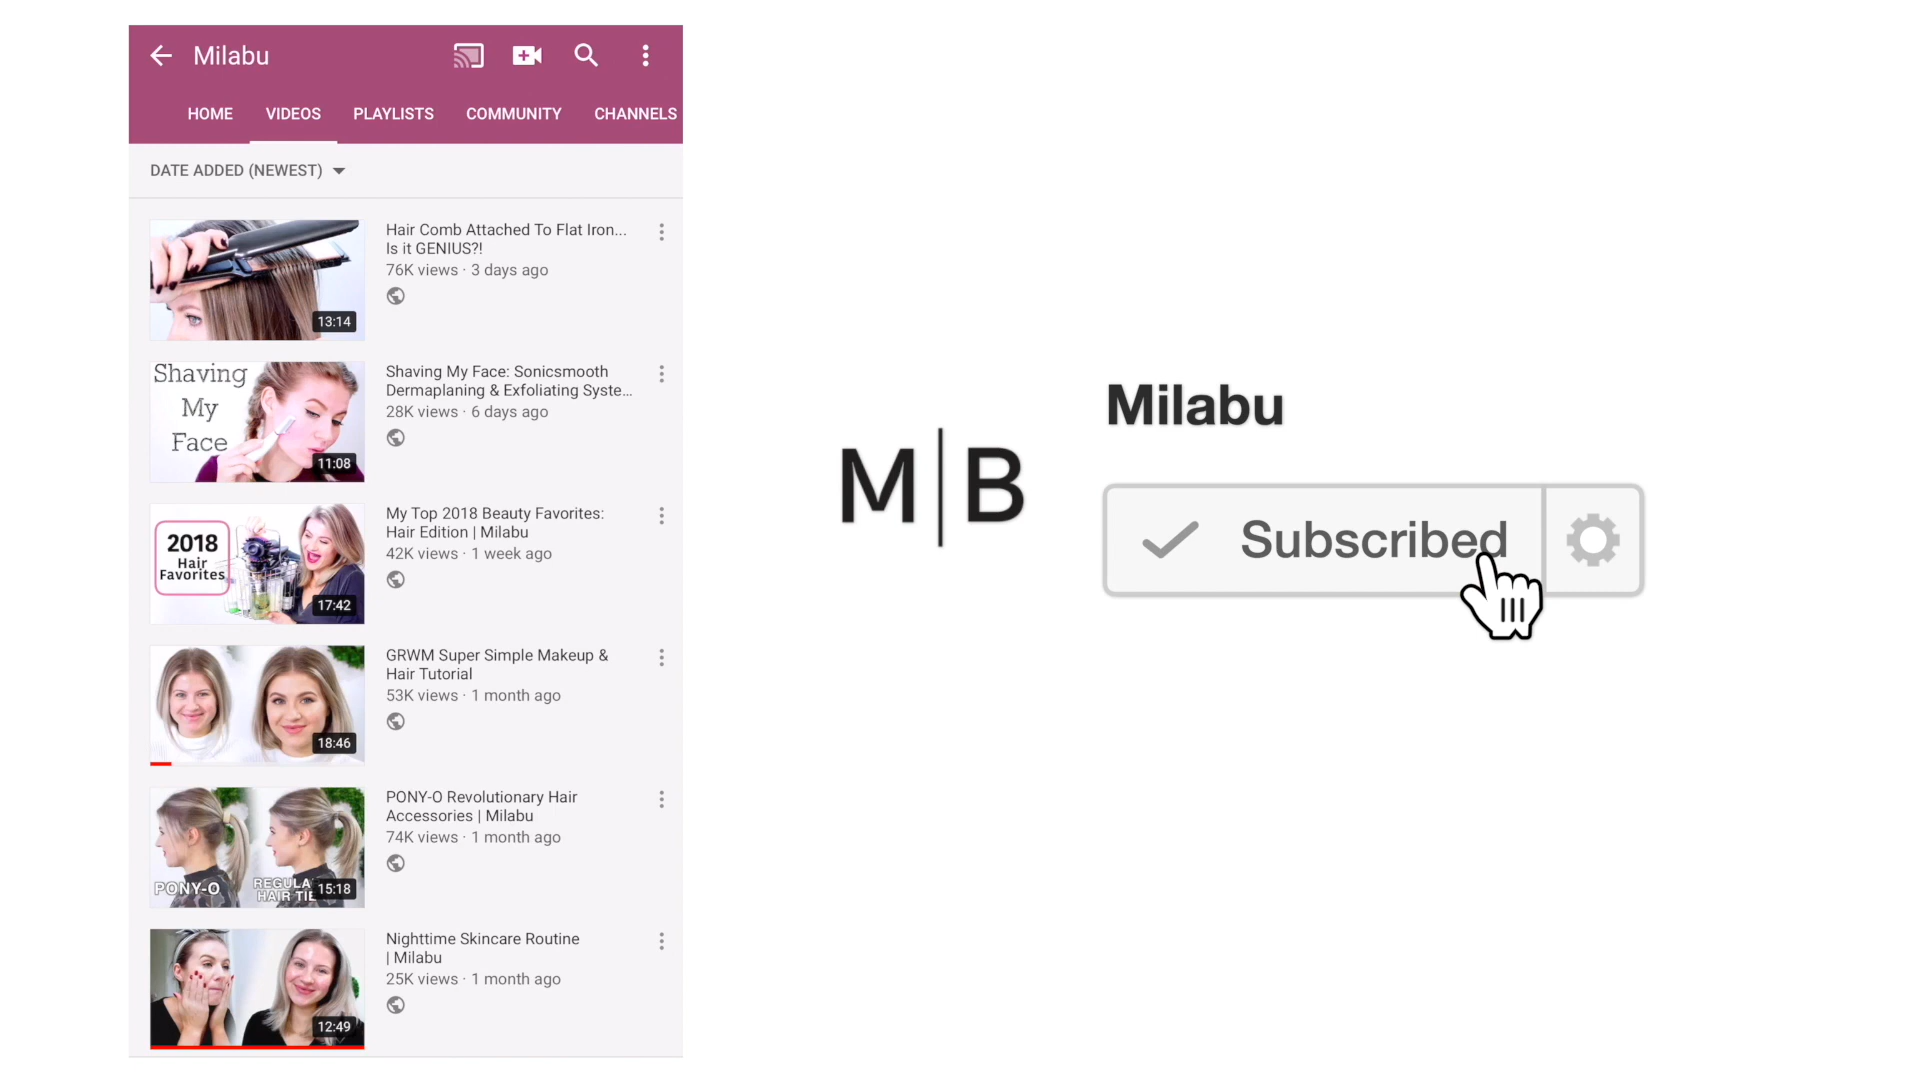 Milabu
HOME VIDEOS PLAYLISTS COMMUNITY CHANNELS
DATE ADDED (NEWEST)
Hair Comb Attached To Flat Iron...
Is it GENIUS?!
76K views · 3 days ago
13:14
Shaving
My
Face
11:08
Shaving My Face: Sonicsmooth
Dermaplaning & Exfoliating Syste...
28K views · 6 days ago
2018
Hair
Favorites
17:42
My Top 2018 Beauty Favorites:
Hair Edition | Milabu
42K views · 1 week ago
GRWM Super Simple Makeup &
Hair Tutorial
53K views · 1 month ago
18:46
PONY-O Revolutionary Hair
Accessories | Milabu
74K views · 1 month ago
PONY-O
REGULA
HAIR TIE
15:18
Nighttime Skincare Routine
| Milabu
25K views · 1 month ago
12:49
M|B
Milabu
Subscribed